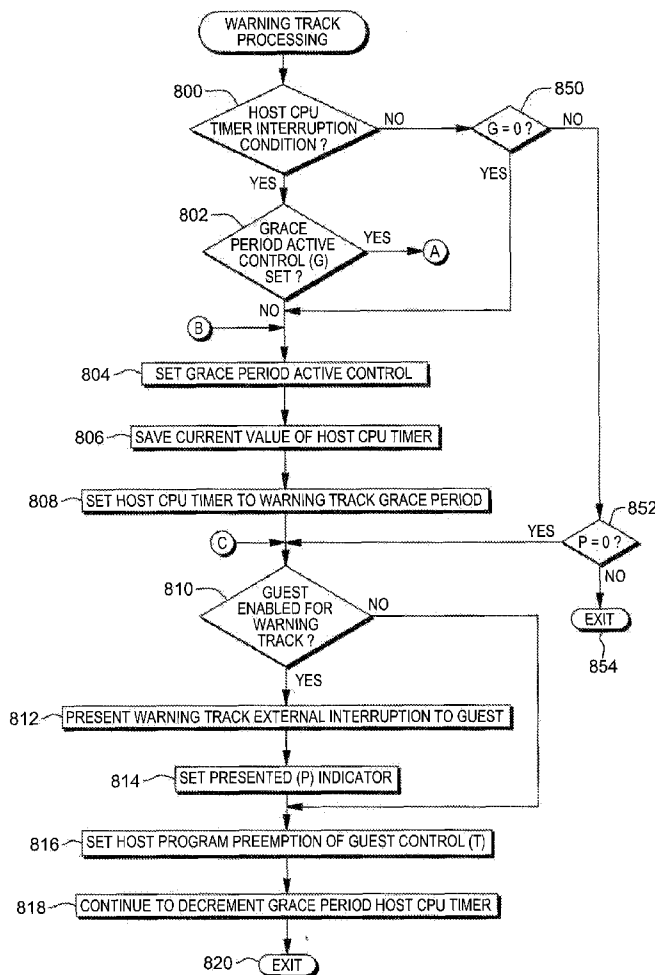 WARNING TRACK
PROCESSING
800
HOST CPU
TIMER INTERRUPTION
CONDITION ?
NO
850
G = 0 ?
NO
YES
YES
802
GRACE
PERIOD ACTIVE
CONTROL (G)
SET ?
YES
A
NO
B
804
SET GRACE PERIOD ACTIVE CONTROL
806
SAVE CURRENT VALUE OF HOST CPU TIMER
808
SET HOST CPU TIMER TO WARNING TRACK GRACE PERIOD
C
YES
852
P = 0 ?
NO
EXIT
854
810
GUEST
ENABLED FOR
WARNING
TRACK ?
NO
YES
812
PRESENT WARNING TRACK EXTERNAL INTERRUPTION TO GUEST
814
SET PRESENTED (P) INDICATOR
816
SET HOST PROGRAM PREEMPTION OF GUEST CONTROL (T)
818
CONTINUE TO DECREMENT GRACE PERIOD HOST CPU TIMER
820
EXIT